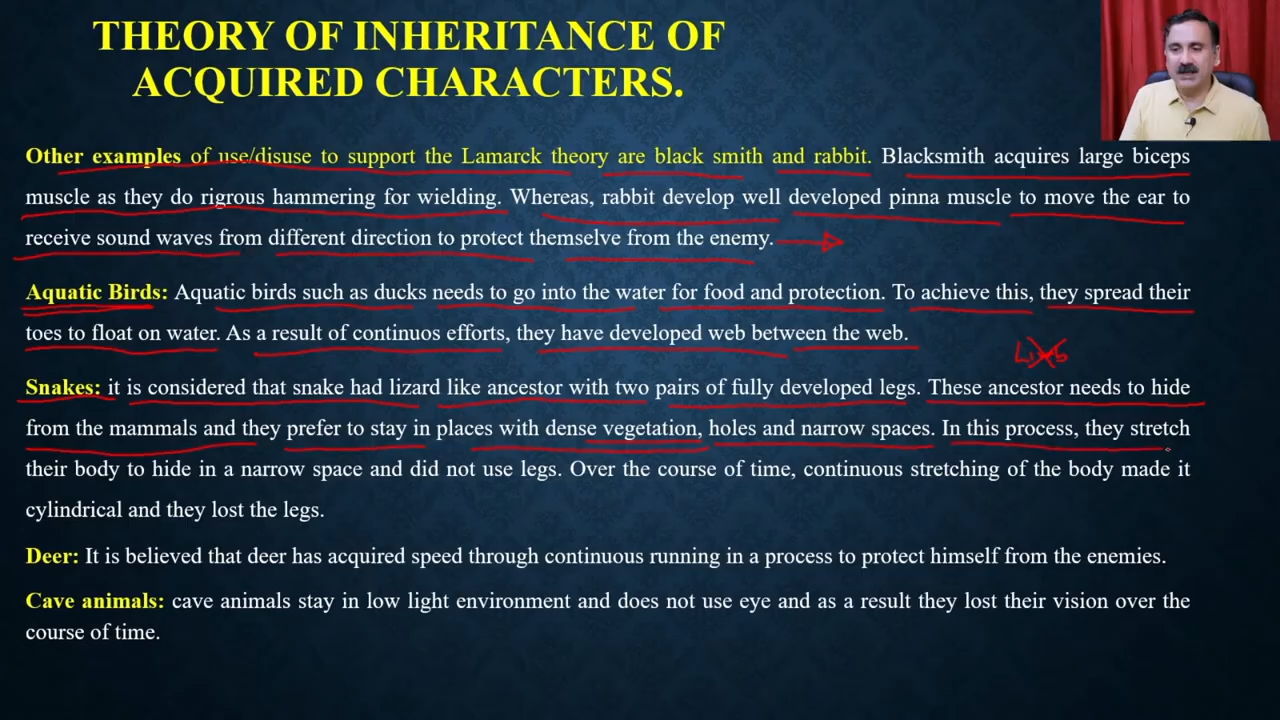 THEORY OF INHERITANCE OF
ACQUIRED CHARACTERS.
Other examples of use/disuse to support the Lamarck theory are black smith and rabbit. Blacksmith acquires large biceps
muscle as they do rigrous hammering for wielding. Whereas, rabbit develop well developed pinna muscle to move the ear to
receive sound waves from different direction to protect themselve from the enemy.
Aquatic Birds: Aquatic birds such as ducks needs to go into the water for food and protection. To achieve this, they spread their
toes to float on water. As a result of continuos efforts, they have developed web between the web.
Snakes: it is considered that snake had lizard like ancestor with two pairs of fully developed legs. These ancestor needs to hide
from the mammals and they prefer to stay in places with dense vegetation, holes and narrow spaces. In this process, they stretch
their body to hide in a narrow space and did not use legs. Over the course of time, continuous stretching of the body made it
cylindrical and they lost the legs.
Deer: It is believed that deer has acquired speed through continuous running in a process to protect himself from the enemies.
Cave animals: cave animals stay in low light environment and does not use eye and as a result they lost their vision over the
course of time.